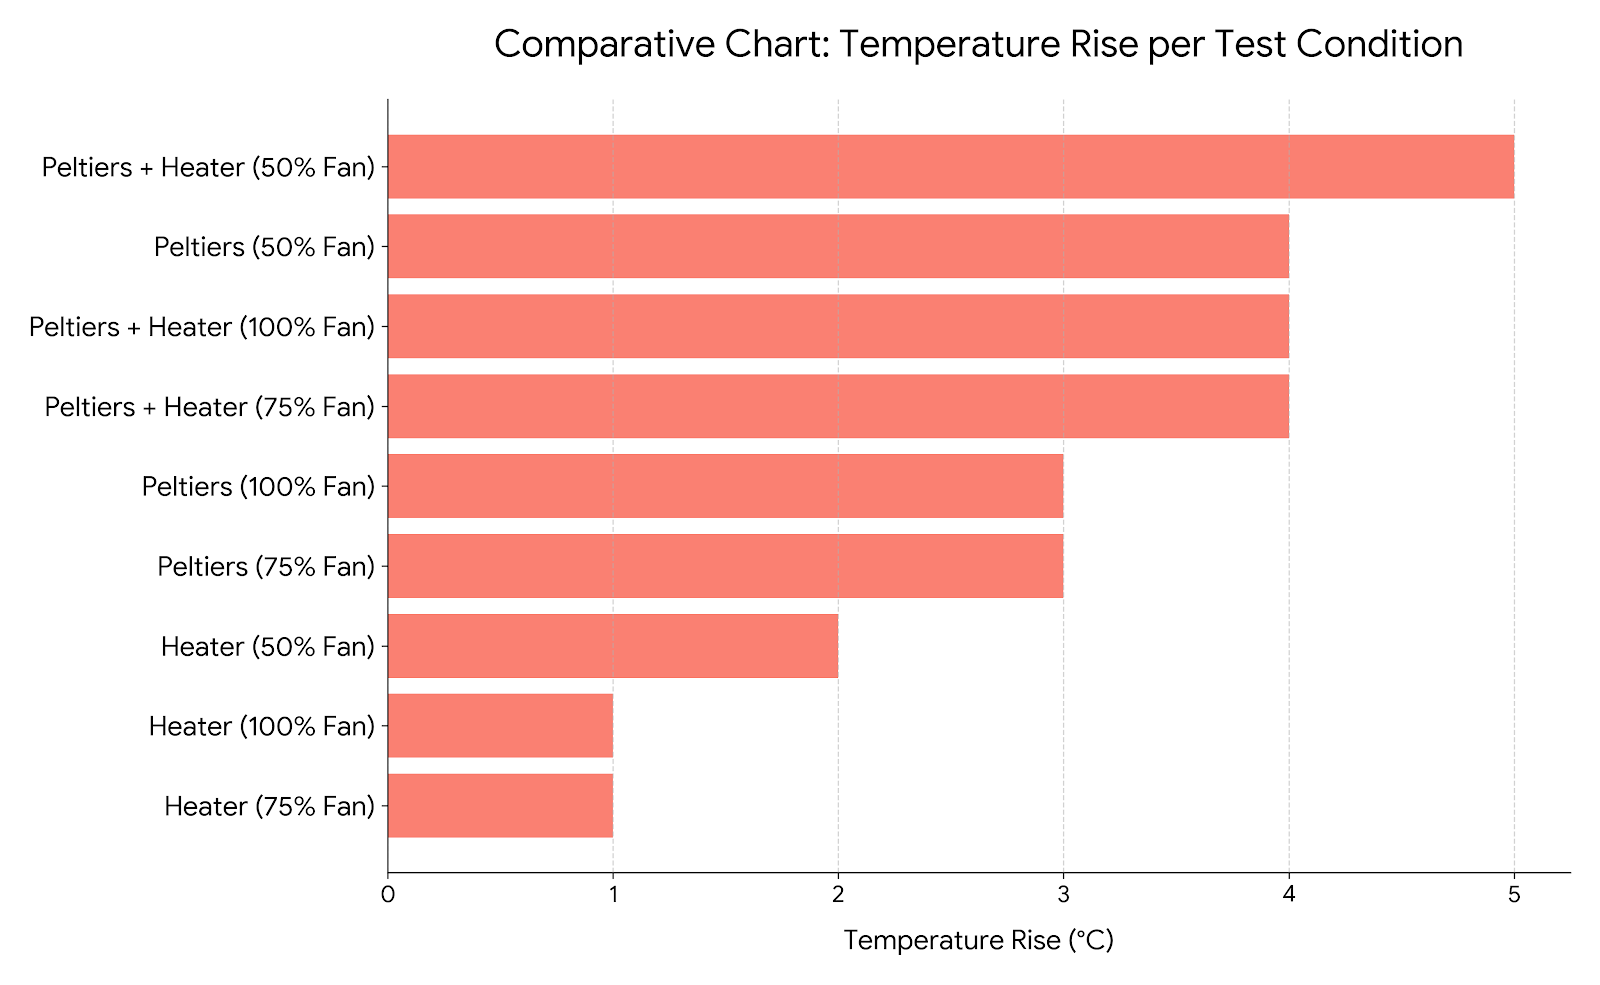 Comparative Chart: Temperature Rise per Test Condition
Peltiers + Heater (50% Fan)
Peltiers (50% Fan)
Peltiers + Heater (100% Fan)
Peltiers + Heater (75% Fan)
Peltiers (100% Fan)
Peltiers (75% Fan)
Heater (50% Fan)
Heater (100% Fan)
Heater (75% Fan)
0 1 2 3 4 5
Temperature Rise (°C)